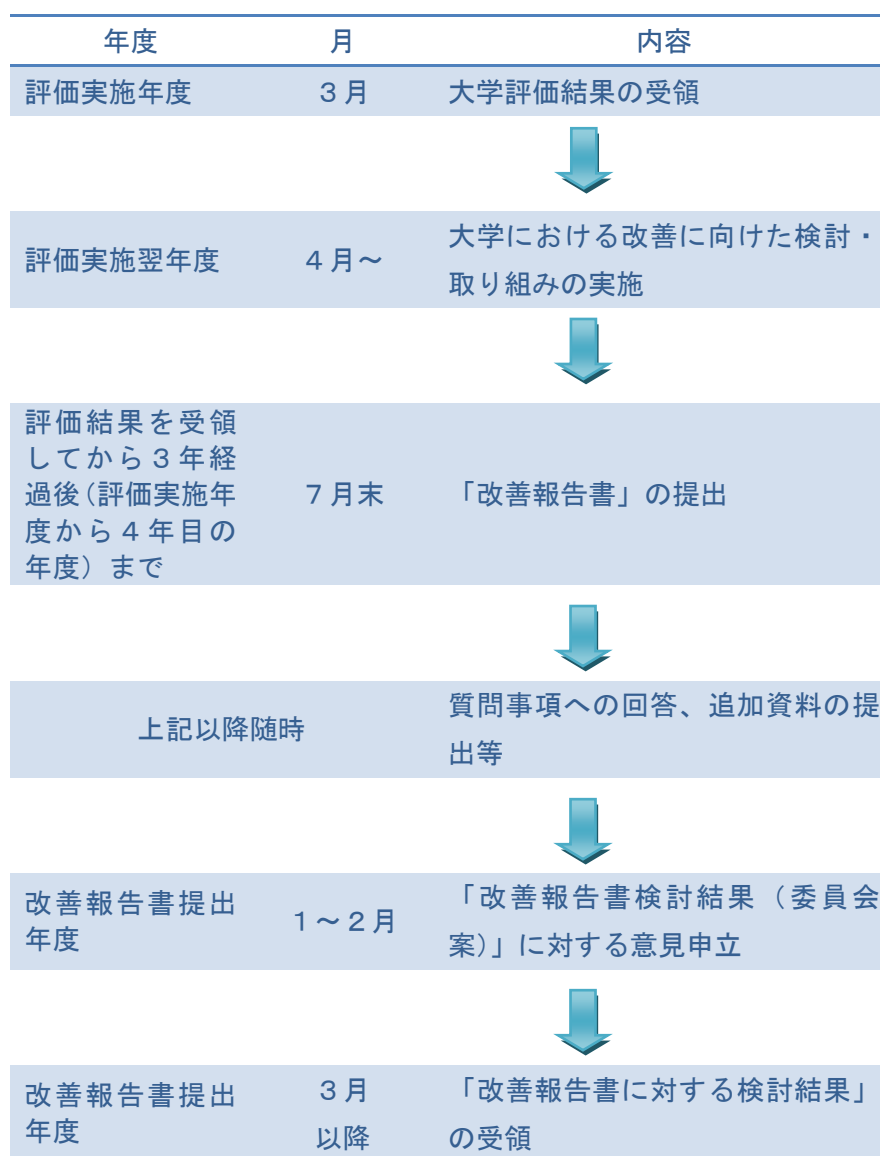 年度 月 内容
評価実施年度 3月 大学評価結果の受領
評価実施翌年度 4月～ 大学における改善に向けた検討・
取り組みの実施
評価結果を受領
してから3年経
過後(評価実施年
度から4年目の
年度）まで
7月末
「改善報告書」の提出
上記以降随時
質問事項への回答、追加資料の提
出等
改善報告書提出
年度
1～2月
「改善報告書検討結果（委員会
案)」に対する意見申立
改善報告書提出
年度
3月
以降
「改善報告書に対する検討結果」
の受領